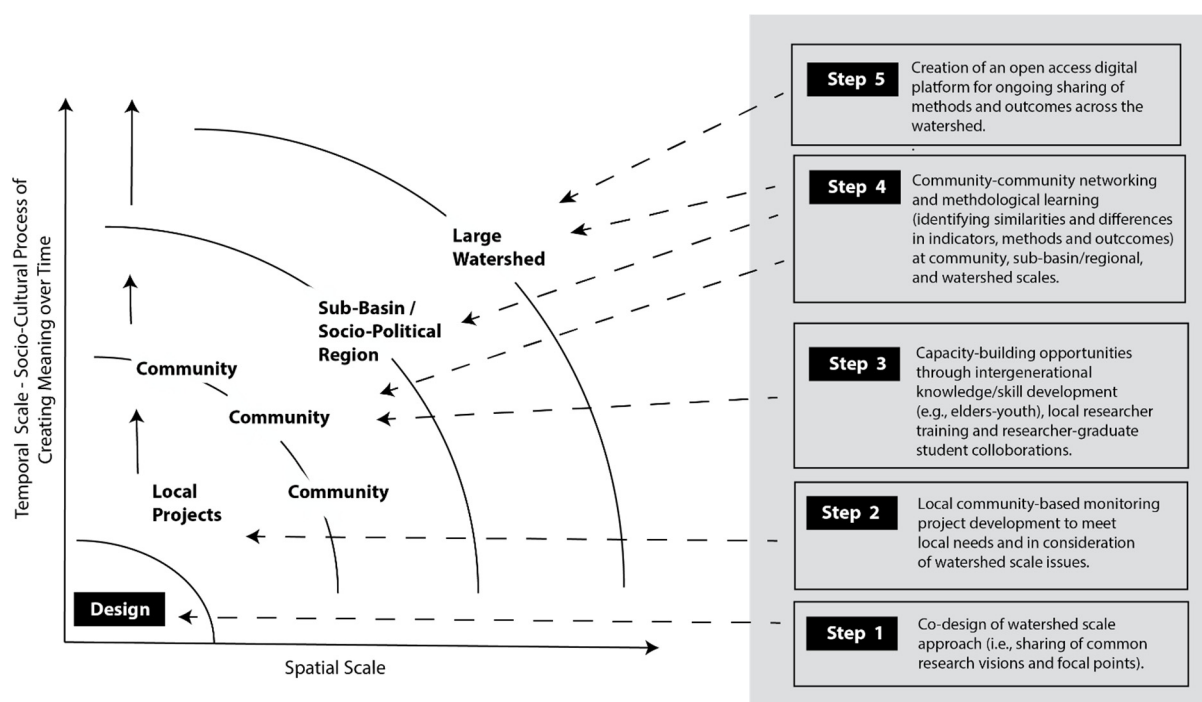 Temporal Scale - Socio-Cultural Process of
Creating Meaning over Time
Large
Watershed
Sub-Basin /
Socio-Political
Region
Community
Community
Community
Local
Projects
Design
Spatial Scale
Step 5
Creation of an open access digital
platform for ongoing sharing of
methods and outcomes across the
watershed.
Step 4
Community-community networking
and methdological learning
(identifying similarities and differences
in indicators, methods and outccomes)
at community, sub-basin/regional,
and watershed scales.
Step 3
Capacity-building opportunities
through intergenerational
knowledge/skill development
(e.g., elders-youth), local researcher
training and researcher-graduate
student colloborations.
Step 2
Local community-based monitoring
project development to meet
local needs and in consideration
of watershed scale issues.
Step 1
Co-design of watershed scale
approach (i.e., sharing of common
research visions and focal points).